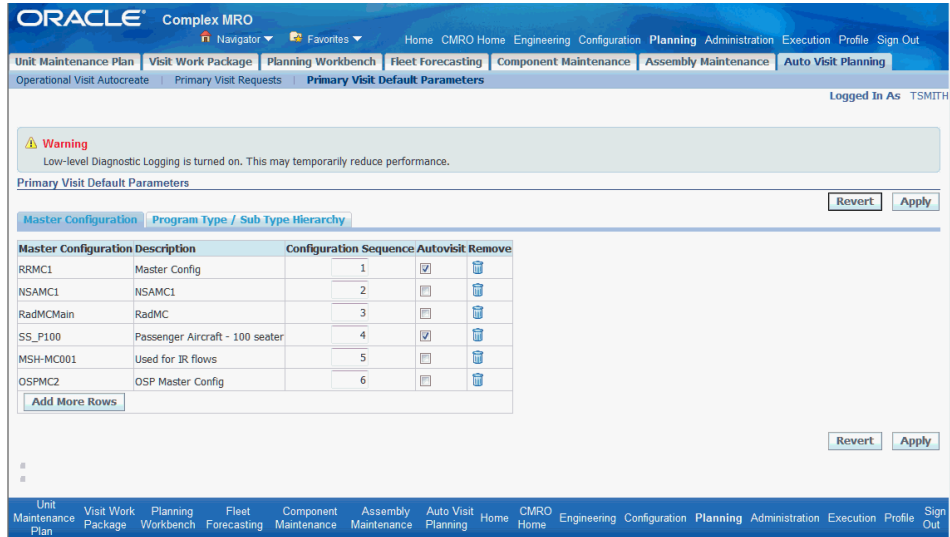 ORACLE® Complex MRO
Navigator Favorites Home CMRO Home Engineering Configuration Planning Administration Execution Profile Sign Out
Unit Maintenance Plan Visit Work Package Planning Workbench Fleet Forecasting Component Maintenance Assembly Maintenance Auto Visit Planning
Operational Visit Autocreate | Primary Visit Requests | Primary Visit Default Parameters
Logged In As TSMITH
Warning
Low-level Diagnostic Logging is turned on. This may temporarily reduce performance.
Primary Visit Default Parameters
Revert Apply
Master Configuration Program Type / Sub Type Hierarchy
Master Configuration Description Configuration Sequence Autovisit Remove
RRMC1 Master Config 1
NSAMC1 NSAMC1 2
RadMCMain RadMC 3
SS_P100 Passenger Aircraft - 100 seater 4
MSH-MC001 Used for IR flows 5
OSPMC2 OSP Master Config 6
Add More Rows
Revert Apply
Unit Maintenance Plan Visit Work Package Planning Workbench Fleet Forecasting Component Maintenance Assembly Maintenance Auto Visit Planning Home CMRO Home Engineering Configuration Planning Administration Execution Profile Sign Out